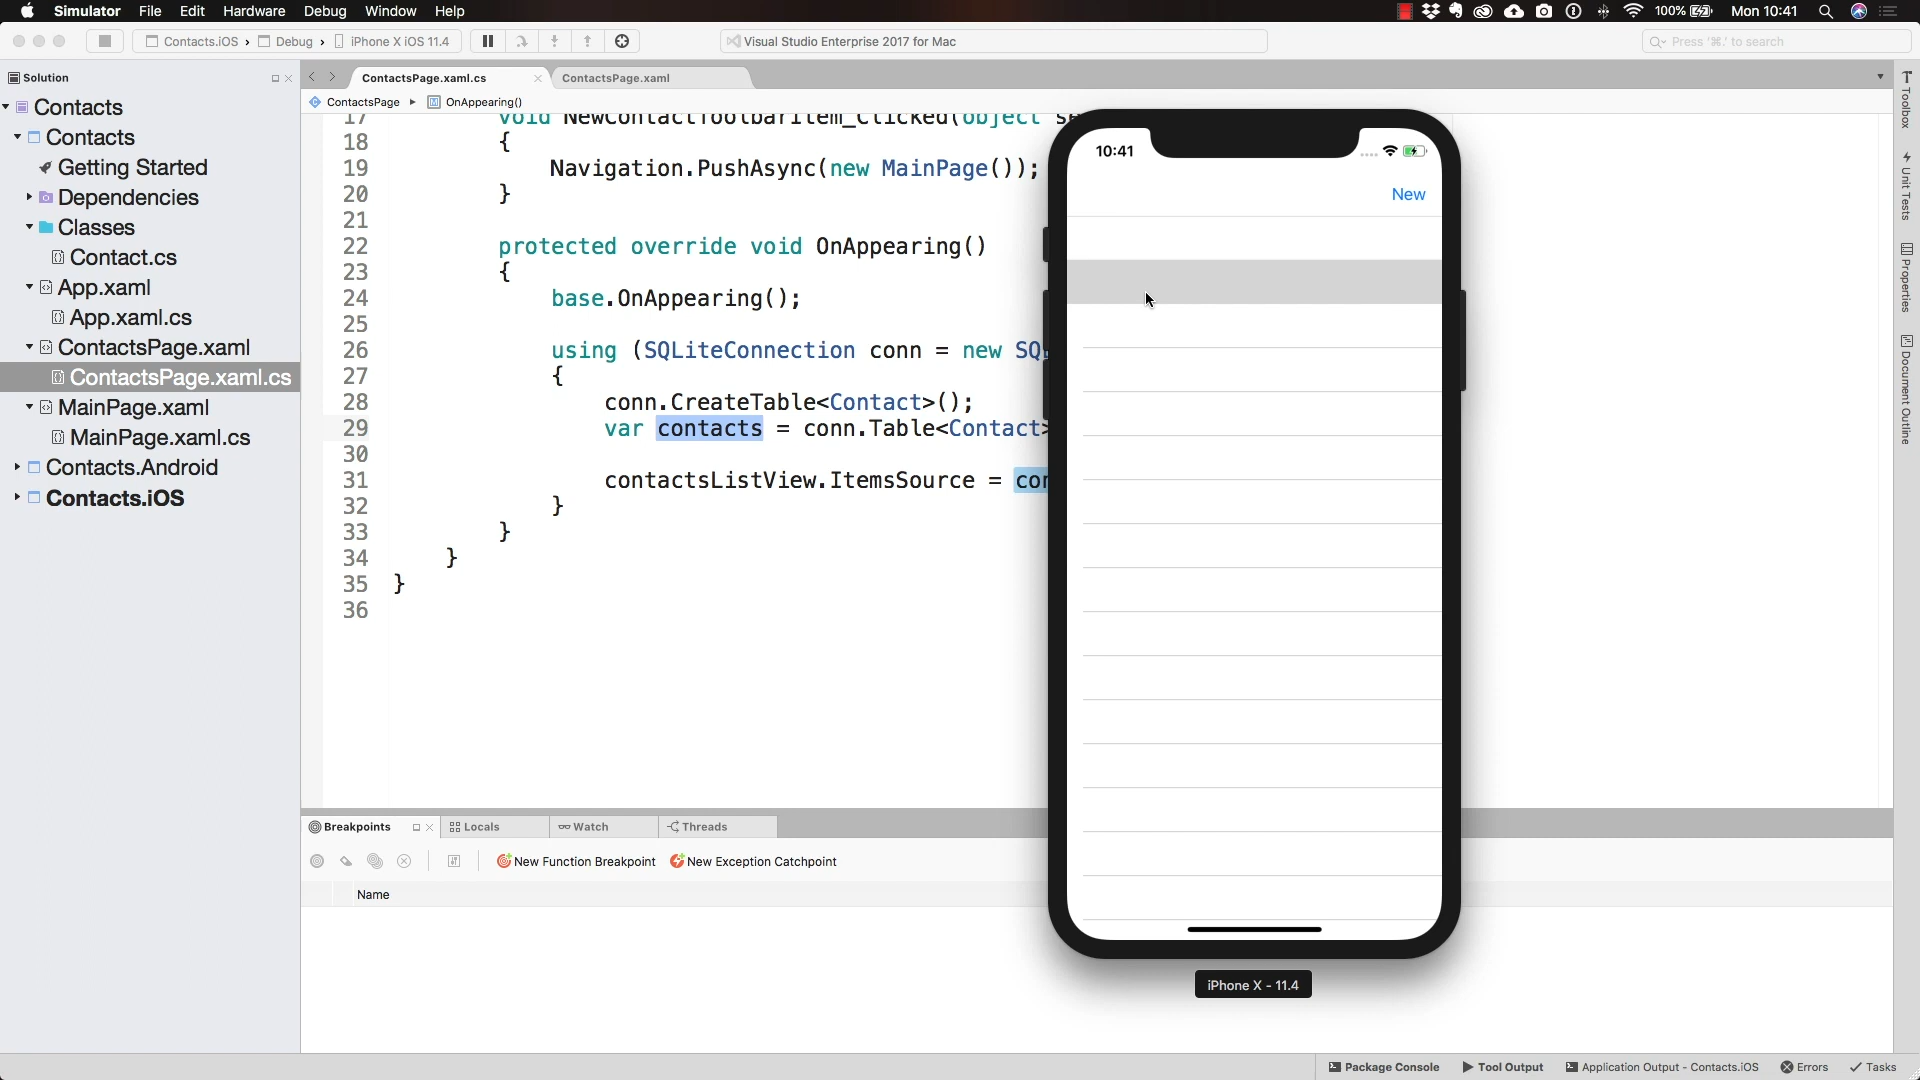 Simulator File Edit Hardware Debug Window Help
100% Mon 10:41
Contacts.iOS › Debug › iPhone X iOS 11.4
Visual Studio Enterprise 2017 for Mac
Press '⌘.' to search
Solution
Contacts
Contacts
Getting Started
Dependencies
Classes
Contact.cs
App.xaml
App.xaml.cs
ContactsPage.xaml
ContactsPage.xaml.cs
MainPage.xaml
MainPage.xaml.cs
Contacts.Android
Contacts.iOS
ContactsPage.xaml.cs
ContactsPage.xaml
ContactsPage ▸ OnAppearing()
17 void NewContactToolbarItem_Clicked(object se
18 {
19 Navigation.PushAsync(new MainPage());
20 }
21
22 protected override void OnAppearing()
23 {
24 base.OnAppearing();
25
26 using (SQLiteConnection conn = new SQL
27 {
28 conn.CreateTable<Contact>();
29 var contacts = conn.Table<Contact>
30
31 contactsListView.ItemsSource = con
32 }
33 }
34 }
35 }
36
10:41
New
iPhone X - 11.4
Toolbox
Unit Tests
Properties
Document Outline
Breakpoints
Locals
Watch
Threads
New Function Breakpoint
New Exception Catchpoint
Name
Package Console
Tool Output
Application Output - Contacts.iOS
Errors
Tasks